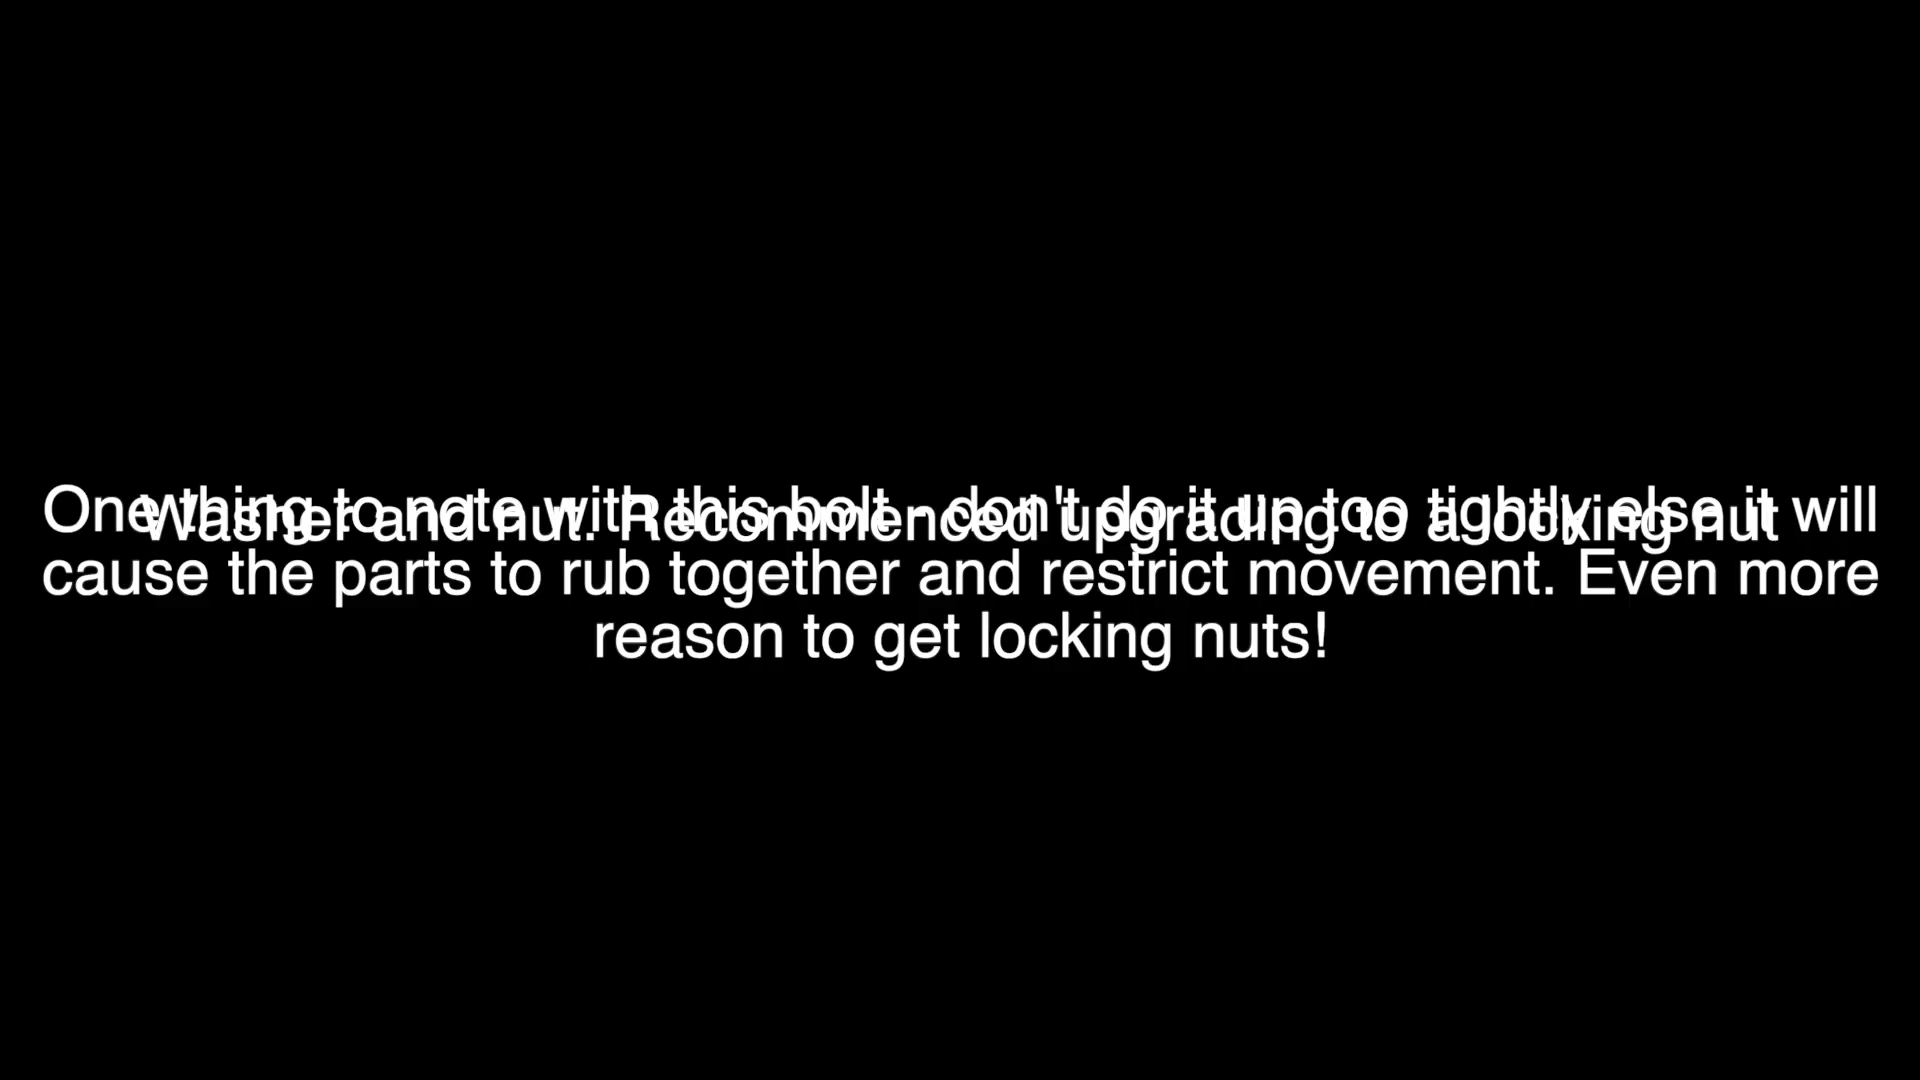 One thing to note with this bolt - don't do it up too tightly else it will
Washer and nut. Recommenced upgrading to a locking nut
cause the parts to rub together and restrict movement. Even more
reason to get locking nuts!